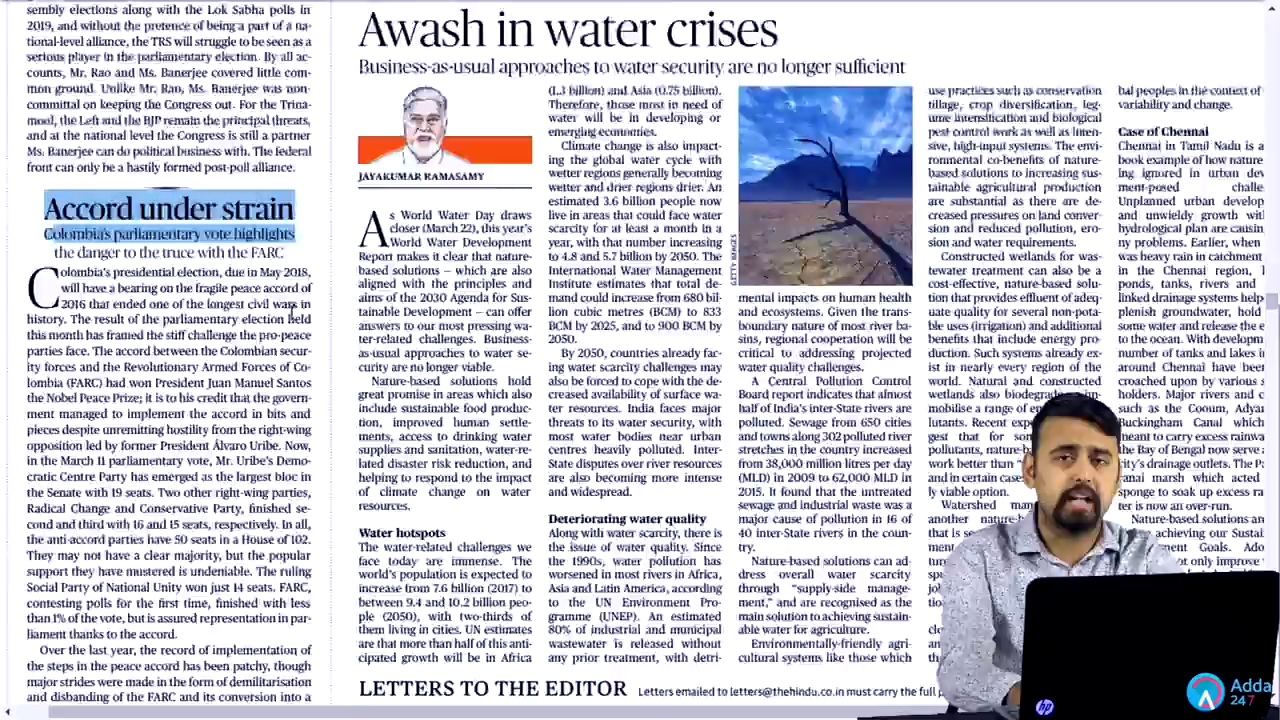 sembly elections along with the Lok Sabha polls in
2019, and without the pretence of being a part of a na-
tional-level alliance, the TRS will struggle to be seen as a
serious player in the parliamentary election. By all ac-
counts, Mr. Rao and Ms. Banerjee covered little com-
mon ground. Unlike Mr. Rao, Ms. Banerjee was non-
committal on keeping the Congress out. For the Trina-
mool, the Left and the BJP remain the principal threats,
and at the national level the Congress is still a partner
Ms. Banerjee can do political business with. The federal
front can only be a hastily formed post-poll alliance.
Accord under strain
Colombia's parliamentary vote highlights
the danger to the truce with the FARC
Colombia's presidential election, due in May 2018,
will have a bearing on the fragile peace accord of
2016 that ended one of the longest civil wars in
history. The result of the parliamentary election held
this month has framed the stiff challenge the pro-peace
parties face. The accord between the Colombian secur-
ity forces and the Revolutionary Armed Forces of Co-
lombia (FARC) had won President Juan Manuel Santos
the Nobel Peace Prize; it is to his credit that the govern-
ment managed to implement the accord in bits and
pieces despite unremitting hostility from the right-wing
opposition led by former President Álvaro Uribe. Now,
in the March 11 parliamentary vote, Mr. Uribe's Demo-
cratic Centre Party has emerged as the largest bloc in
the Senate with 19 seats. Two other right-wing parties,
Radical Change and Conservative Party, finished se-
cond and third with 16 and 15 seats, respectively. In all,
the anti-accord parties have 50 seats in a House of 102.
They may not have a clear majority, but the popular
support they have mustered is undeniable. The ruling
Social Party of National Unity won just 14 seats. FARC,
contesting polls for the first time, finished with less
than 1% of the vote, but is assured representation in par-
liament thanks to the accord.
Over the last year, the record of implementation of
the steps in the peace accord has been patchy, though
major strides were made in the form of demilitarisation
and disbanding of the FARC and its conversion into a
Awash in water crises
Business-as-usual approaches to water security are no longer sufficient
JAYAKUMAR RAMASAMY
As World Water Day draws
closer (March 22), this year's
World Water Development
Report makes it clear that nature-
based solutions — which are also
aligned with the principles and
aims of the 2030 Agenda for Sus-
tainable Development — can offer
answers to our most pressing wa-
ter-related challenges. Business-
as-usual approaches to water se-
curity are no longer viable.
Nature-based solutions hold
great promise in areas which also
include sustainable food produc-
tion, improved human settle-
ments, access to drinking water
supplies and sanitation, water-re-
lated disaster risk reduction, and
helping to respond to the impact
of climate change on water
resources.
Water hotspots
The water-related challenges we
face today are immense. The
world's population is expected to
increase from 7.6 billion (2017) to
between 9.4 and 10.2 billion peo-
ple (2050), with two-thirds of
them living in cities. UN estimates
are that more than half of this anti-
cipated growth will be in Africa
(1.3 billion) and Asia (0.75 billion).
Therefore, those most in need of
water will be in developing or
emerging economies.
Climate change is also impact-
ing the global water cycle with
wetter regions generally becoming
wetter and drier regions drier. An
estimated 3.6 billion people now
live in areas that could face water
scarcity for at least a month in a
year, with that number increasing
to 4.8 and 5.7 billion by 2050. The
International Water Management
Institute estimates that total de-
mand could increase from 680 bil-
lion cubic metres (BCM) to 833
BCM by 2025, and to 900 BCM by
2050.
By 2050, countries already fac-
ing water scarcity challenges may
also be forced to cope with the de-
creased availability of surface wa-
ter resources. India faces major
threats to its water security, with
most water bodies near urban
centres heavily polluted. Inter-
State disputes over river resources
are also becoming more intense
and widespread.
Deteriorating water quality
Along with water scarcity, there is
the issue of water quality. Since
the 1990s, water pollution has
worsened in most rivers in Africa,
Asia and Latin America, according
to the UN Environment Pro-
gramme (UNEP). An estimated
80% of industrial and municipal
wastewater is released without
any prior treatment, with detri-
GETTY IMAGES
mental impacts on human health
and ecosystems. Given the trans-
boundary nature of most river ba-
sins, regional cooperation will be
critical to addressing projected
water quality challenges.
A Central Pollution Control
Board report indicates that almost
half of India's inter-State rivers are
polluted. Sewage from 650 cities
and towns along 302 polluted river
stretches in the country increased
from 38,000 million litres per day
(MLD) in 2009 to 62,000 MLD in
2015. It found that the untreated
sewage and industrial waste was a
major cause of pollution in 16 of
40 inter-State rivers in the coun-
try.
Nature-based solutions can ad-
dress overall water scarcity
through "supply-side manage-
ment," and are recognised as the
main solution to achieving sustain-
able water for agriculture.
Environmentally-friendly agri-
cultural systems like those which
use practices such as conservation
tillage, crop diversification, leg-
ume intensification and biological
pest control work as well as inten-
sive, high-input systems. The envi-
ronmental co-benefits of nature-
based solutions to increasing sus-
tainable agricultural production
are substantial as there are de-
creased pressures on land conver-
sion and reduced pollution, ero-
sion and water requirements.
Constructed wetlands for was-
tewater treatment can also be a
cost-effective, nature-based solu-
tion that provides effluent of adeq-
uate quality for several non-pota-
ble uses (irrigation) and additional
benefits that include energy pro-
duction. Such systems already ex-
ist in nearly every region of the
world. Natural and constructed
wetlands also biodegrade
mobilise a range of
lutants. Recent
gest that for
pollutants,
work better than
and in certain
ly viable option.
Watershed
another
bal peoples in the context of
variability and change.
Case of Chennai
Chennai in Tamil Nadu is a
book example of how nature
ing ignored in urban
ment-posed
Unplanned urban develop
and unwieldy growth
hydrological plan are causin
ny problems. Earlier, when
was heavy rain in catchment
in the Chennai region,
ponds, tanks, rivers and
linked drainage systems help
plenish groundwater, hold
some water and release the
to the ocean. With developm
number of tanks and lakes
around Chennai have been
croached upon by various
holders. Major rivers and
such as the Cooum,
Buckingham Canal which
meant to carry excess rainwa
the Bay of Bengal now serve
city's drainage outlets. The
marsh which acted
sponge to soak up excess
ter is now an over-run.
Nature-based solutions
achieving our Sustain
Goals.
only improve
LETTERS TO THE EDITOR Letters emailed to letters@thehindu.co.in must carry the full
hp
Adda
247